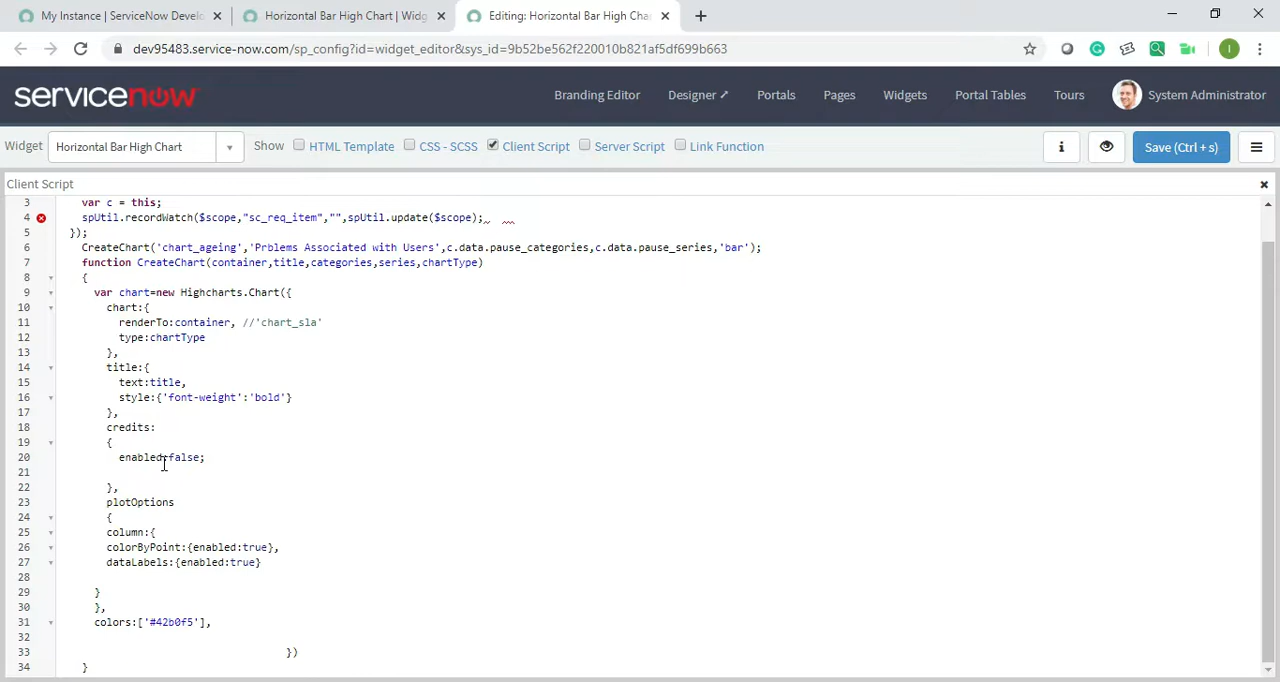 My Instance | ServiceNow Develo
Horizontal Bar High Chart | Widg
Editing: Horizontal Bar High Char
dev95483.service-now.com/sp_config?id=widget_editor&sys_id=9b52be562f220010b821af5df699b663
I
servicenow
Branding Editor
Designer
Portals
Pages
Widgets
Portal Tables
Tours
System Administrator
Widget
Horizontal Bar High Chart
Show
HTML Template
CSS - SCSS
Client Script
Server Script
Link Function
i
Save (Ctrl + s)
Client Script
3 var c = this;
4 spUtil.recordWatch($scope,"sc_req_item","",spUtil.update($scope);
5 });
6 CreateChart('chart_ageing','Prblems Associated with Users',c.data.pause_categories,c.data.pause_series,'bar');
7 function CreateChart(container,title,categories,series,chartType)
8 {
9 var chart=new Highcharts.Chart({
10 chart:{
11 renderTo:container, //'chart_sla'
12 type:chartType
13 },
14 title:{
15 text:title,
16 style:{'font-weight':'bold'}
17 },
18 credits:
19 {
20 enabled:false;
21
22 },
23 plotOptions
24 {
25 column:{
26 colorByPoint:{enabled:true},
27 dataLabels:{enabled:true}
28
29 }
30 },
31 colors:['#42b0f5'],
32
33 })
34 }